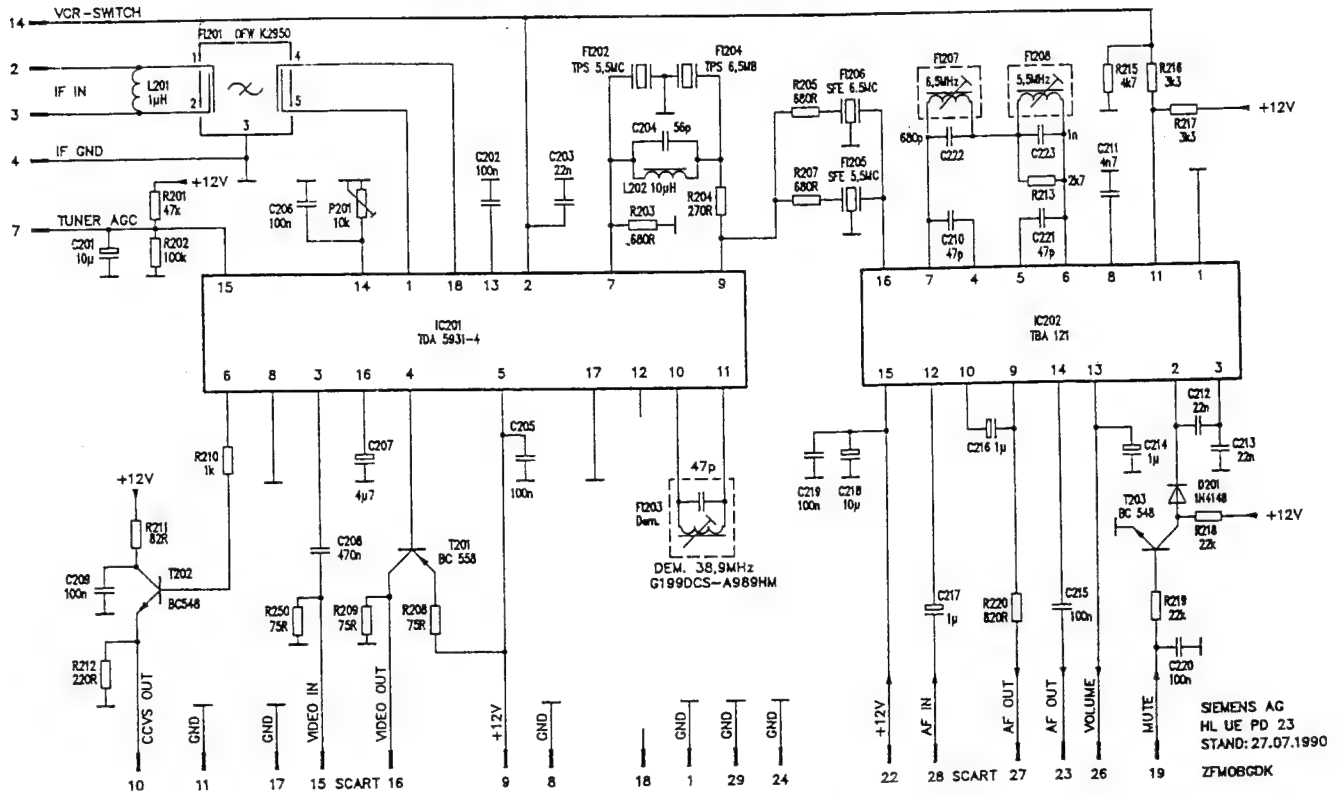 14 VCR-SWITCH
FI201 OFW K2950
1 4
2
L201
1µH
IF IN
2 5
3
3
4 IF GND
+12V
R201
47k
7 TUNER AGC
C201
10µ
R202
100k
C206
100n
P201
10k
C202
100n
C203
22n
FI202
TPS 5,5MC
FI204
TPS 6,5MB
C204 56p
L202 10µH
R203
680R
R204
270R
R205
680R
FI206
SFE 6.5MC
R207
680R
FI205
SFE 5,5MC
FI207
6,5MHz
FI208
5,5MHz
680p
C222
C223
1n
2k7
R213
C210
47p
C221
47p
R215
4k7
R216
3k3
+12V
R217
3k3
C211
4n7
15 14 1 18 13 2 7 9
IC201
TDA 5931-4
6 8 3 16 4 5 17 12 10 11
16 7 4 5 6 8 11 1
IC202
TBA 121
15 12 10 9 14 13 2 3
R210
1k
+12V
R211
82R
C209
100n
T202
BC548
R212
220R
C207
4µ7
C208
470n
R250
75R
R209
75R
T201
BC 558
R208
75R
C205
100n
47p
FI203
Dem.
DEM. 38,9MHz
G199DCS-A989HM
C219
100n
C218
10µ
C216 1µ
C217
1µ
R220
820R
C215
100n
C214
1µ
C212
22n
C213
22n
D201
1N4148
T203
BC 548
+12V
R218
22k
R219
22k
C220
100n
CCVS OUT
GND
GND
VIDEO IN
VIDEO OUT
+12V
GND
GND
GND
GND
+12V
AF IN
AF OUT
AF OUT
VOLUME
MUTE
10 11 17 15 SCART 16 9 8 18 1 29 24 22 28 SCART 27 23 26 19
SIEMENS AG
HL UE PD 23
STAND: 27.07.1990
ZFMOBGDK